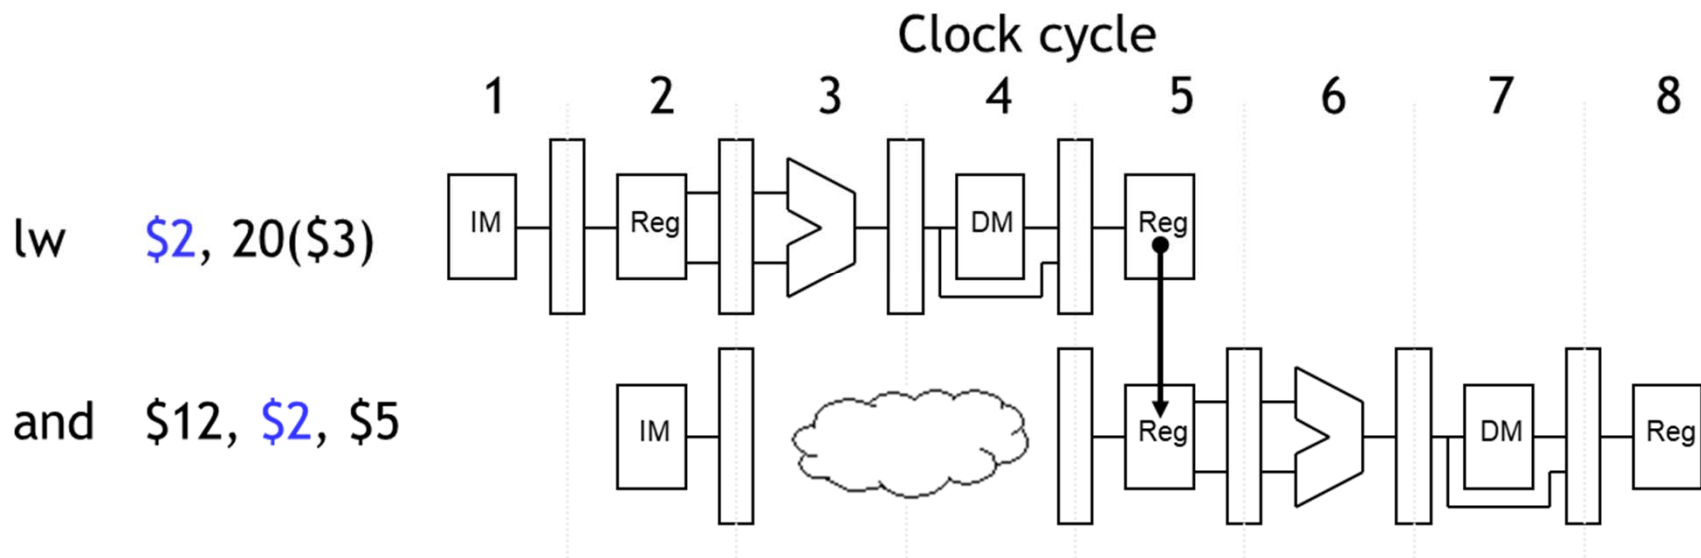 Clock cycle
1 2 3 4 5 6 7 8
lw $2, 20($3) IM Reg DM Reg
and $12, $2, $5 IM Reg DM Reg